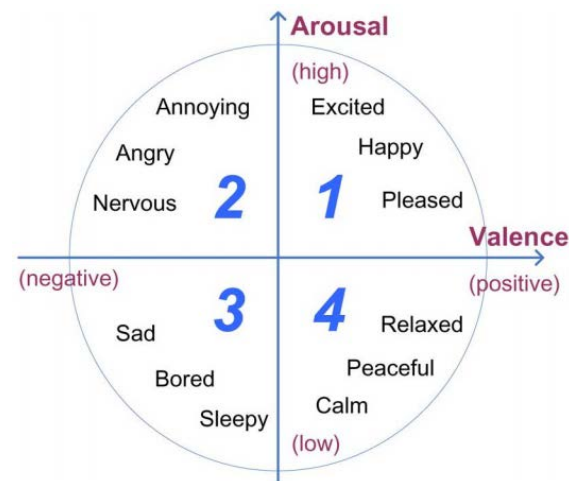 Arousal
(high)
Annoying
Excited
Angry
Happy
Nervous
2
1
Pleased
Valence
(negative)
(positive)
3
4
Sad
Relaxed
Bored
Peaceful
Sleepy
Calm
(low)